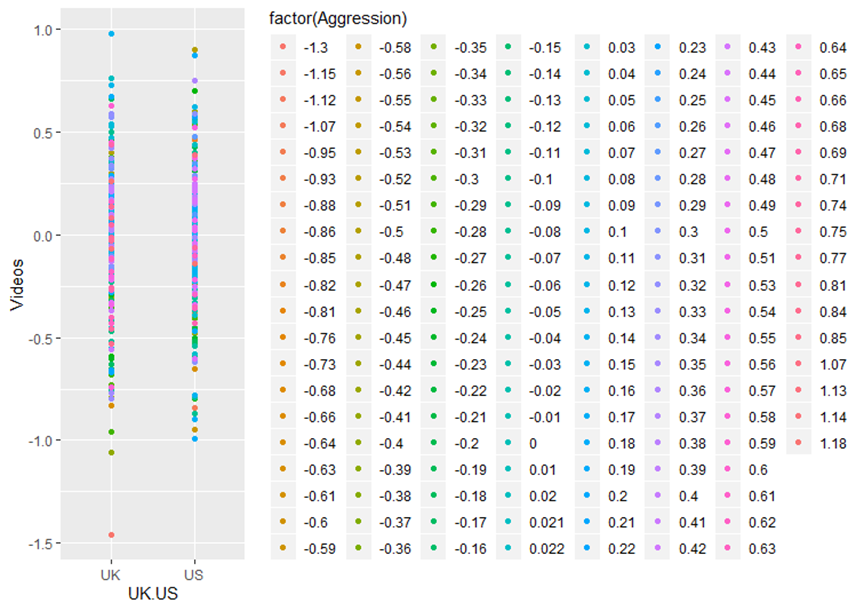 factor(Aggression)
1.0
0.5
0.0
-0.5
-1.0
-1.5
Videos
UK US
UK.US
-1.3 -0.58 -0.35 -0.15 0.03 0.23 0.43 0.64
-1.15 -0.56 -0.34 -0.14 0.04 0.24 0.44 0.65
-1.12 -0.55 -0.33 -0.13 0.05 0.25 0.45 0.66
-1.07 -0.54 -0.32 -0.12 0.06 0.26 0.46 0.68
-0.95 -0.53 -0.31 -0.11 0.07 0.27 0.47 0.69
-0.93 -0.52 -0.3 -0.1 0.08 0.28 0.48 0.71
-0.88 -0.51 -0.29 -0.09 0.09 0.29 0.49 0.74
-0.86 -0.5 -0.28 -0.08 0.1 0.3 0.5 0.75
-0.85 -0.48 -0.27 -0.07 0.11 0.31 0.51 0.77
-0.82 -0.47 -0.26 -0.06 0.12 0.32 0.53 0.81
-0.81 -0.46 -0.25 -0.05 0.13 0.33 0.54 0.84
-0.76 -0.45 -0.24 -0.04 0.14 0.34 0.55 0.85
-0.73 -0.44 -0.23 -0.03 0.15 0.35 0.56 1.07
-0.68 -0.42 -0.22 -0.02 0.16 0.36 0.57 1.13
-0.66 -0.41 -0.21 -0.01 0.17 0.37 0.58 1.14
-0.64 -0.4 -0.2 0 0.18 0.38 0.59 1.18
-0.63 -0.39 -0.19 0.01 0.19 0.39 0.6
-0.61 -0.38 -0.18 0.02 0.2 0.4 0.61
-0.6 -0.37 -0.17 0.021 0.21 0.41 0.62
-0.59 -0.36 -0.16 0.022 0.22 0.42 0.63